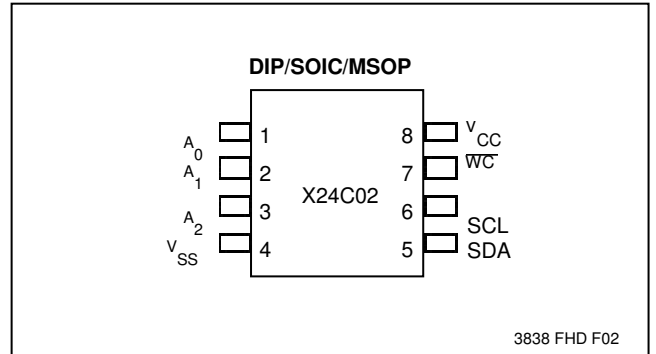 DIP/SOIC/MSOP
A0 1 8 VCC
A1 2 7 WC
X24C02
A2 3 6 SCL
VSS 4 5 SDA
3838 FHD F02